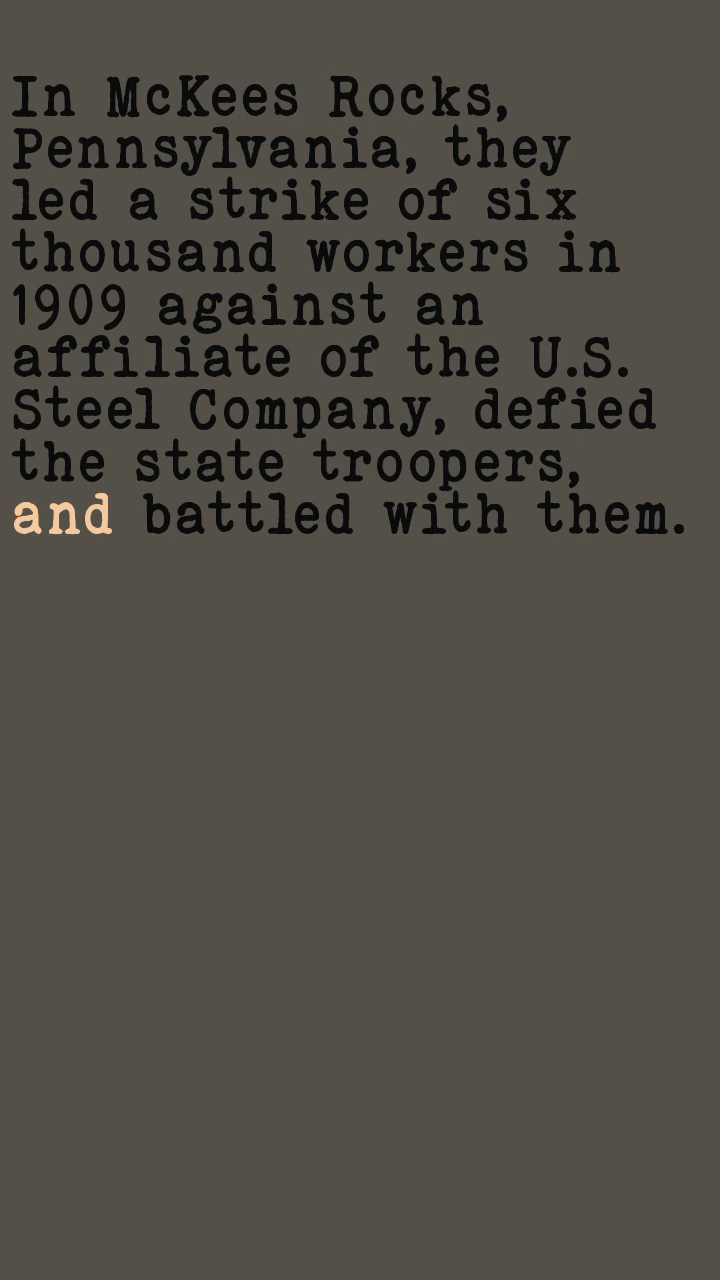 In McKees Rocks,
Pennsylvania, they
led a strike of six
thousand workers in
1909 against an
affiliate of the U.S.
Steel Company, defied
the state troopers,
and battled with them.